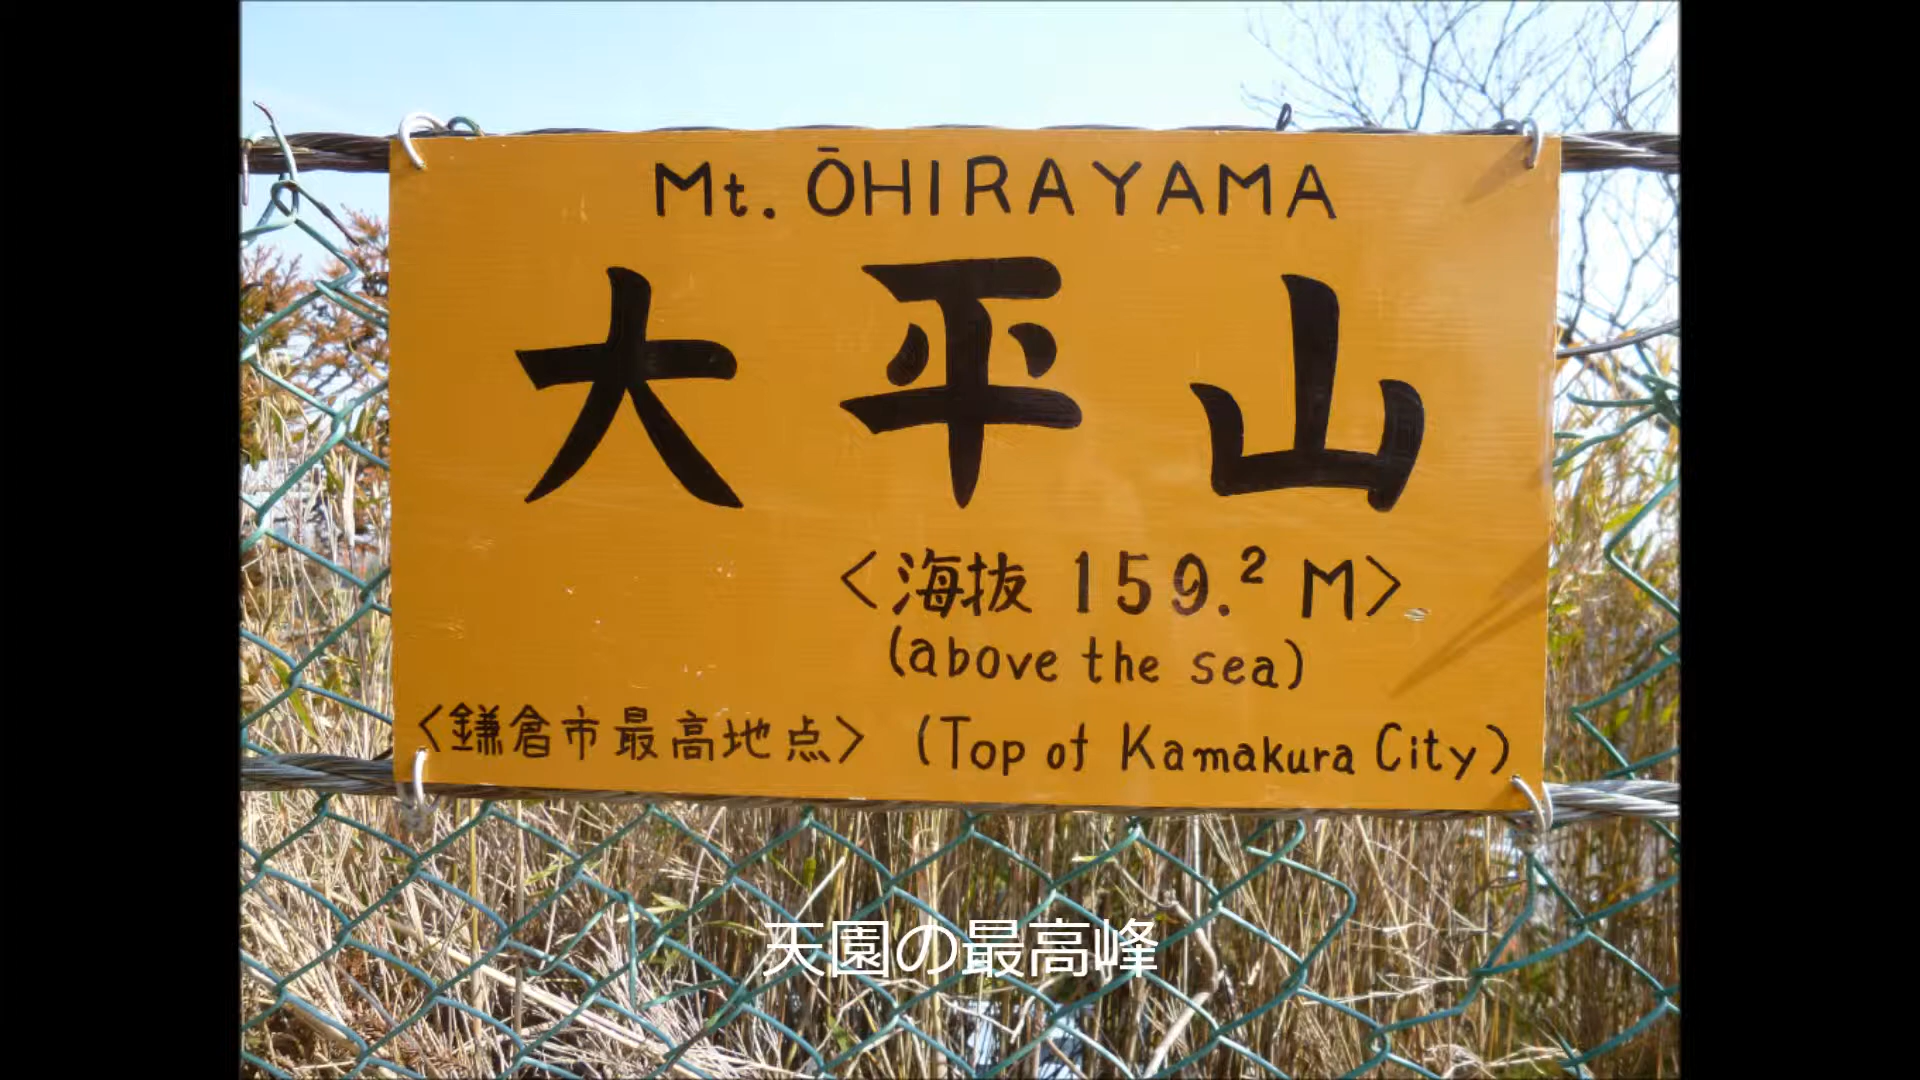 Mt. ŌHIRAYAMA
大平山
<海抜 159.² M>
(above the sea)
<鎌倉市最高地点> (Top of Kamakura City)
天園の最高峰